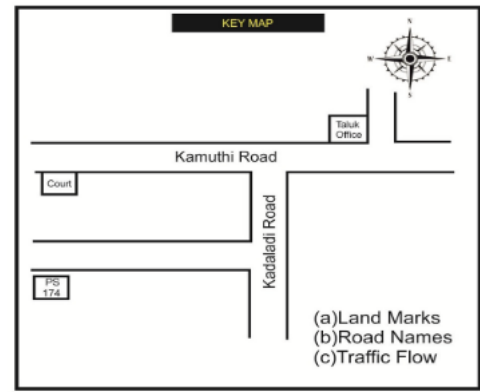 KEY MAP
N
W
E
S
Taluk
Office
Kamuthi Road
Court
Kadaladi Road
PS
174
(a)Land Marks
(b)Road Names
(c)Traffic Flow